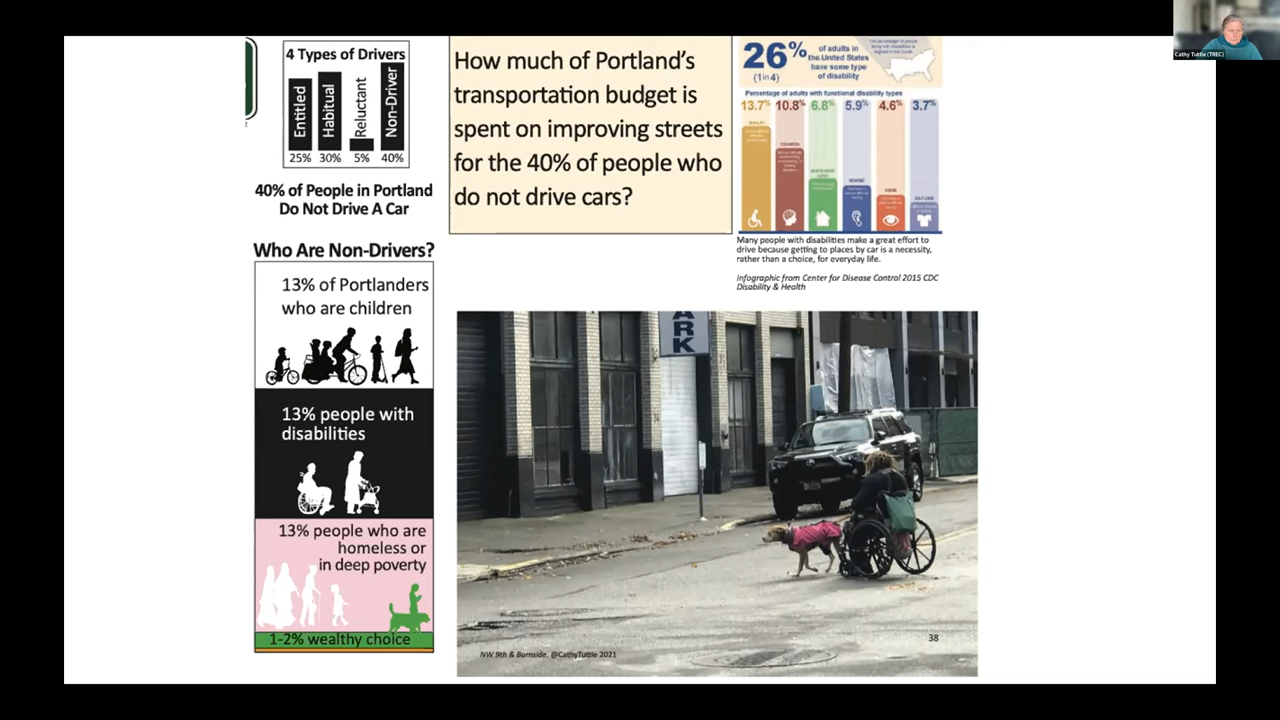 Cathy Tuttle (TREC)
4 Types of Drivers
Entitled
Habitual
Reluctant
Non-Driver
25%
30%
5%
40%
40% of People in Portland
Do Not Drive A Car
Who Are Non-Drivers?
13% of Portlanders
who are children
13% people with
disabilities
13% people who are
homeless or
in deep poverty
1-2% wealthy choice
How much of Portland's
transportation budget is
spent on improving streets
for the 40% of people who
do not drive cars?
26%
(1 in 4)
of adults in
the United States
have some type
of disability
Percentage of adults with functional disability types
13.7%
10.8%
6.8%
5.9%
4.6%
3.7%
Many people with disabilities make a great effort to
drive because getting to places by car is a necessity,
rather than a choice, for everyday life.
Infographic from Center for Disease Control 2015 CDC
Disability & Health
ARK
38
NW 9th & Burnside. @CathyTuttle 2021